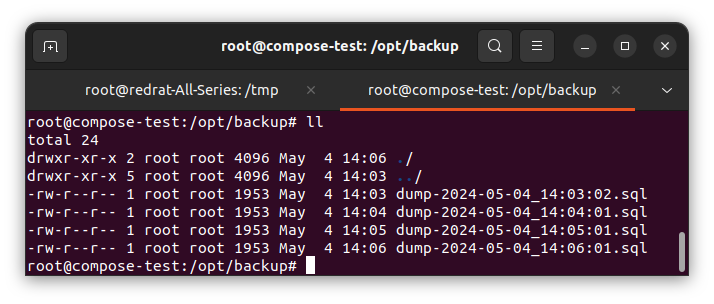 root@compose-test: /opt/backup
root@redrat-All-Series: /tmp
root@compose-test: /opt/backup
root@compose-test:/opt/backup# ll
total 24
drwxr-xr-x 2 root root 4096 May  4 14:06 ./
drwxr-xr-x 5 root root 4096 May  4 14:03 ../
-rw-r--r-- 1 root root 1953 May  4 14:03 dump-2024-05-04_14:03:02.sql
-rw-r--r-- 1 root root 1953 May  4 14:04 dump-2024-05-04_14:04:01.sql
-rw-r--r-- 1 root root 1953 May  4 14:05 dump-2024-05-04_14:05:01.sql
-rw-r--r-- 1 root root 1953 May  4 14:06 dump-2024-05-04_14:06:01.sql
root@compose-test:/opt/backup#